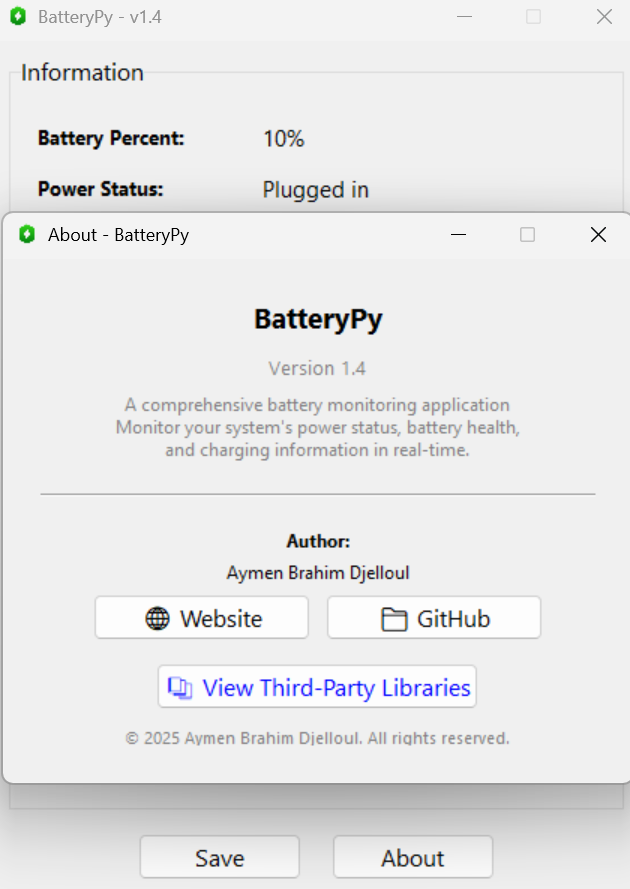 BatteryPy - v1.4
Information
Battery Percent: 10%
Power Status: Plugged in
About - BatteryPy
BatteryPy
Version 1.4
A comprehensive battery monitoring application
Monitor your system's power status, battery health,
and charging information in real-time.
Author:
Aymen Brahim Djelloul
Website GitHub
View Third-Party Libraries
© 2025 Aymen Brahim Djelloul. All rights reserved.
Save About